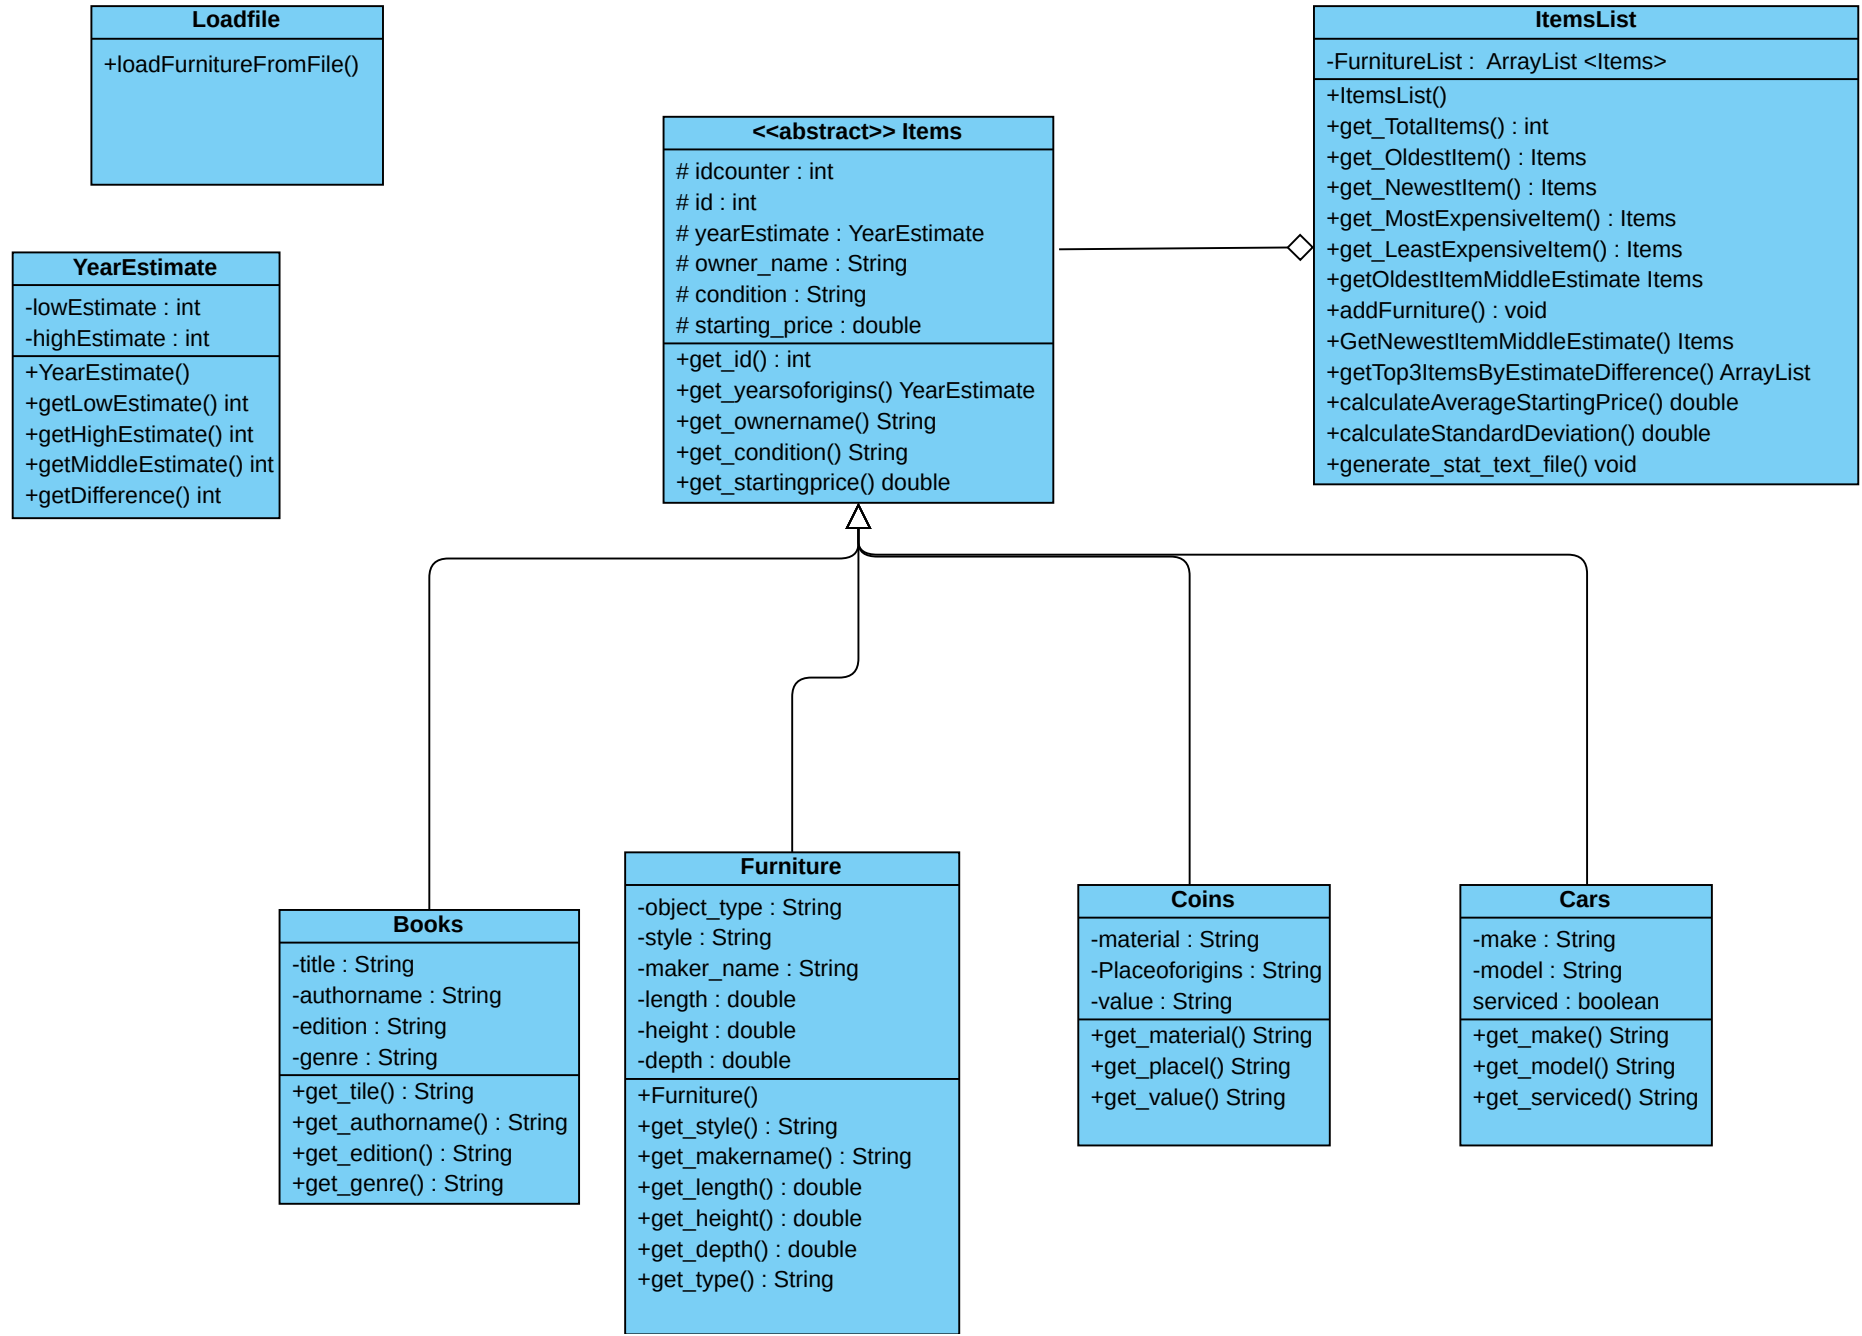 Loadfile
+loadFurnitureFromFile()
YearEstimate
-lowEstimate : int
-highEstimate : int
+YearEstimate()
+getLowEstimate() int
+getHighEstimate() int
+getMiddleEstimate() int
+getDifference() int
<<abstract>> Items
# idcounter : int
# id : int
# yearEstimate : YearEstimate
# owner_name : String
# condition : String
# starting_price : double
+get_id() : int
+get_yearsoforigins() YearEstimate
+get_ownername() String
+get_condition() String
+get_startingprice() double
ItemsList
-FurnitureList :  ArrayList <Items>
+ItemsList()
+get_TotalItems() : int
+get_OldestItem() : Items
+get_NewestItem() : Items
+get_MostExpensiveItem() : Items
+get_LeastExpensiveItem() : Items
+getOldestItemMiddleEstimate Items
+addFurniture() : void
+GetNewestItemMiddleEstimate() Items
+getTop3ItemsByEstimateDifference() ArrayList
+calculateAverageStartingPrice() double
+calculateStandardDeviation() double
+generate_stat_text_file() void
Books
-title : String
-authorname : String
-edition : String
-genre : String
+get_tile() : String
+get_authorname() : String
+get_edition() : String
+get_genre() : String
Furniture
-object_type : String
-style : String
-maker_name : String
-length : double
-height : double
-depth : double
+Furniture()
+get_style() : String
+get_makername() : String
+get_length() : double
+get_height() : double
+get_depth() : double
+get_type() : String
Coins
-material : String
-Placeoforigins : String
-value : String
+get_material() String
+get_placel() String
+get_value() String
Cars
-make : String
-model : String
serviced : boolean
+get_make() String
+get_model() String
+get_serviced() String